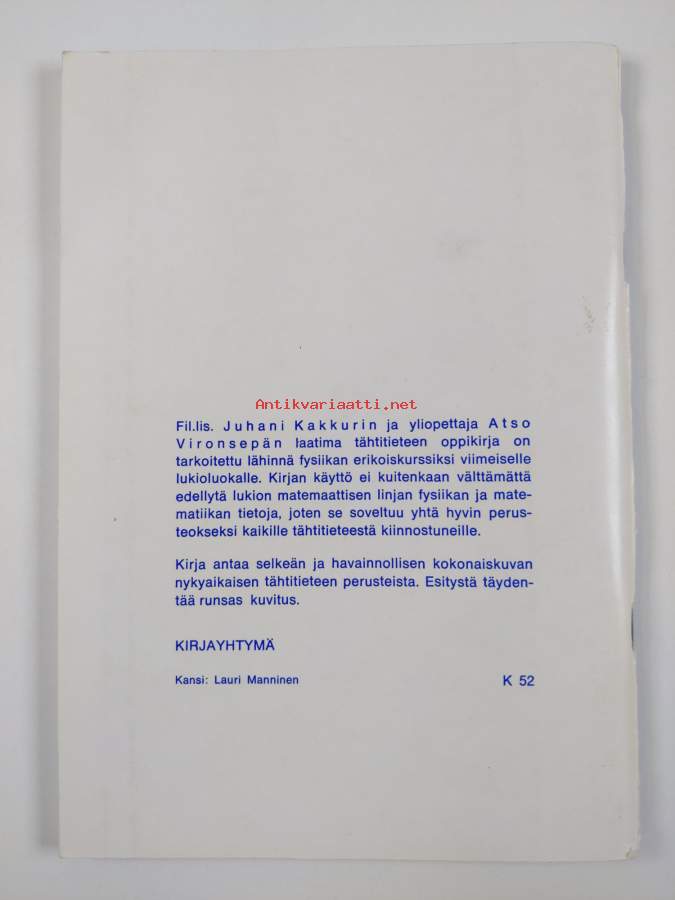 Antikvariaatti.net
Fil.lis. Juhani Kakkurin ja yliopettaja Atso
Vironsepän laatima tähtitieteen oppikirja on
tarkoitettu lähinnä fysiikan erikoiskurssiksi viimeiselle
lukioluokalle. Kirjan käyttö ei kuitenkaan välttämättä
edellytä lukion matemaattisen linjan fysiikan ja mate-
matiikan tietoja, joten se soveltuu yhtä hyvin perus-
teokseksi kaikille tähtitieteestä kiinnostuneille.
Kirja antaa selkeän ja havainnollisen kokonaiskuvan
nykyaikaisen tähtitieteen perusteista. Esitystä täyden-
tää runsas kuvitus.
KIRJAYHTYMÄ
Kansi: Lauri Manninen K 52